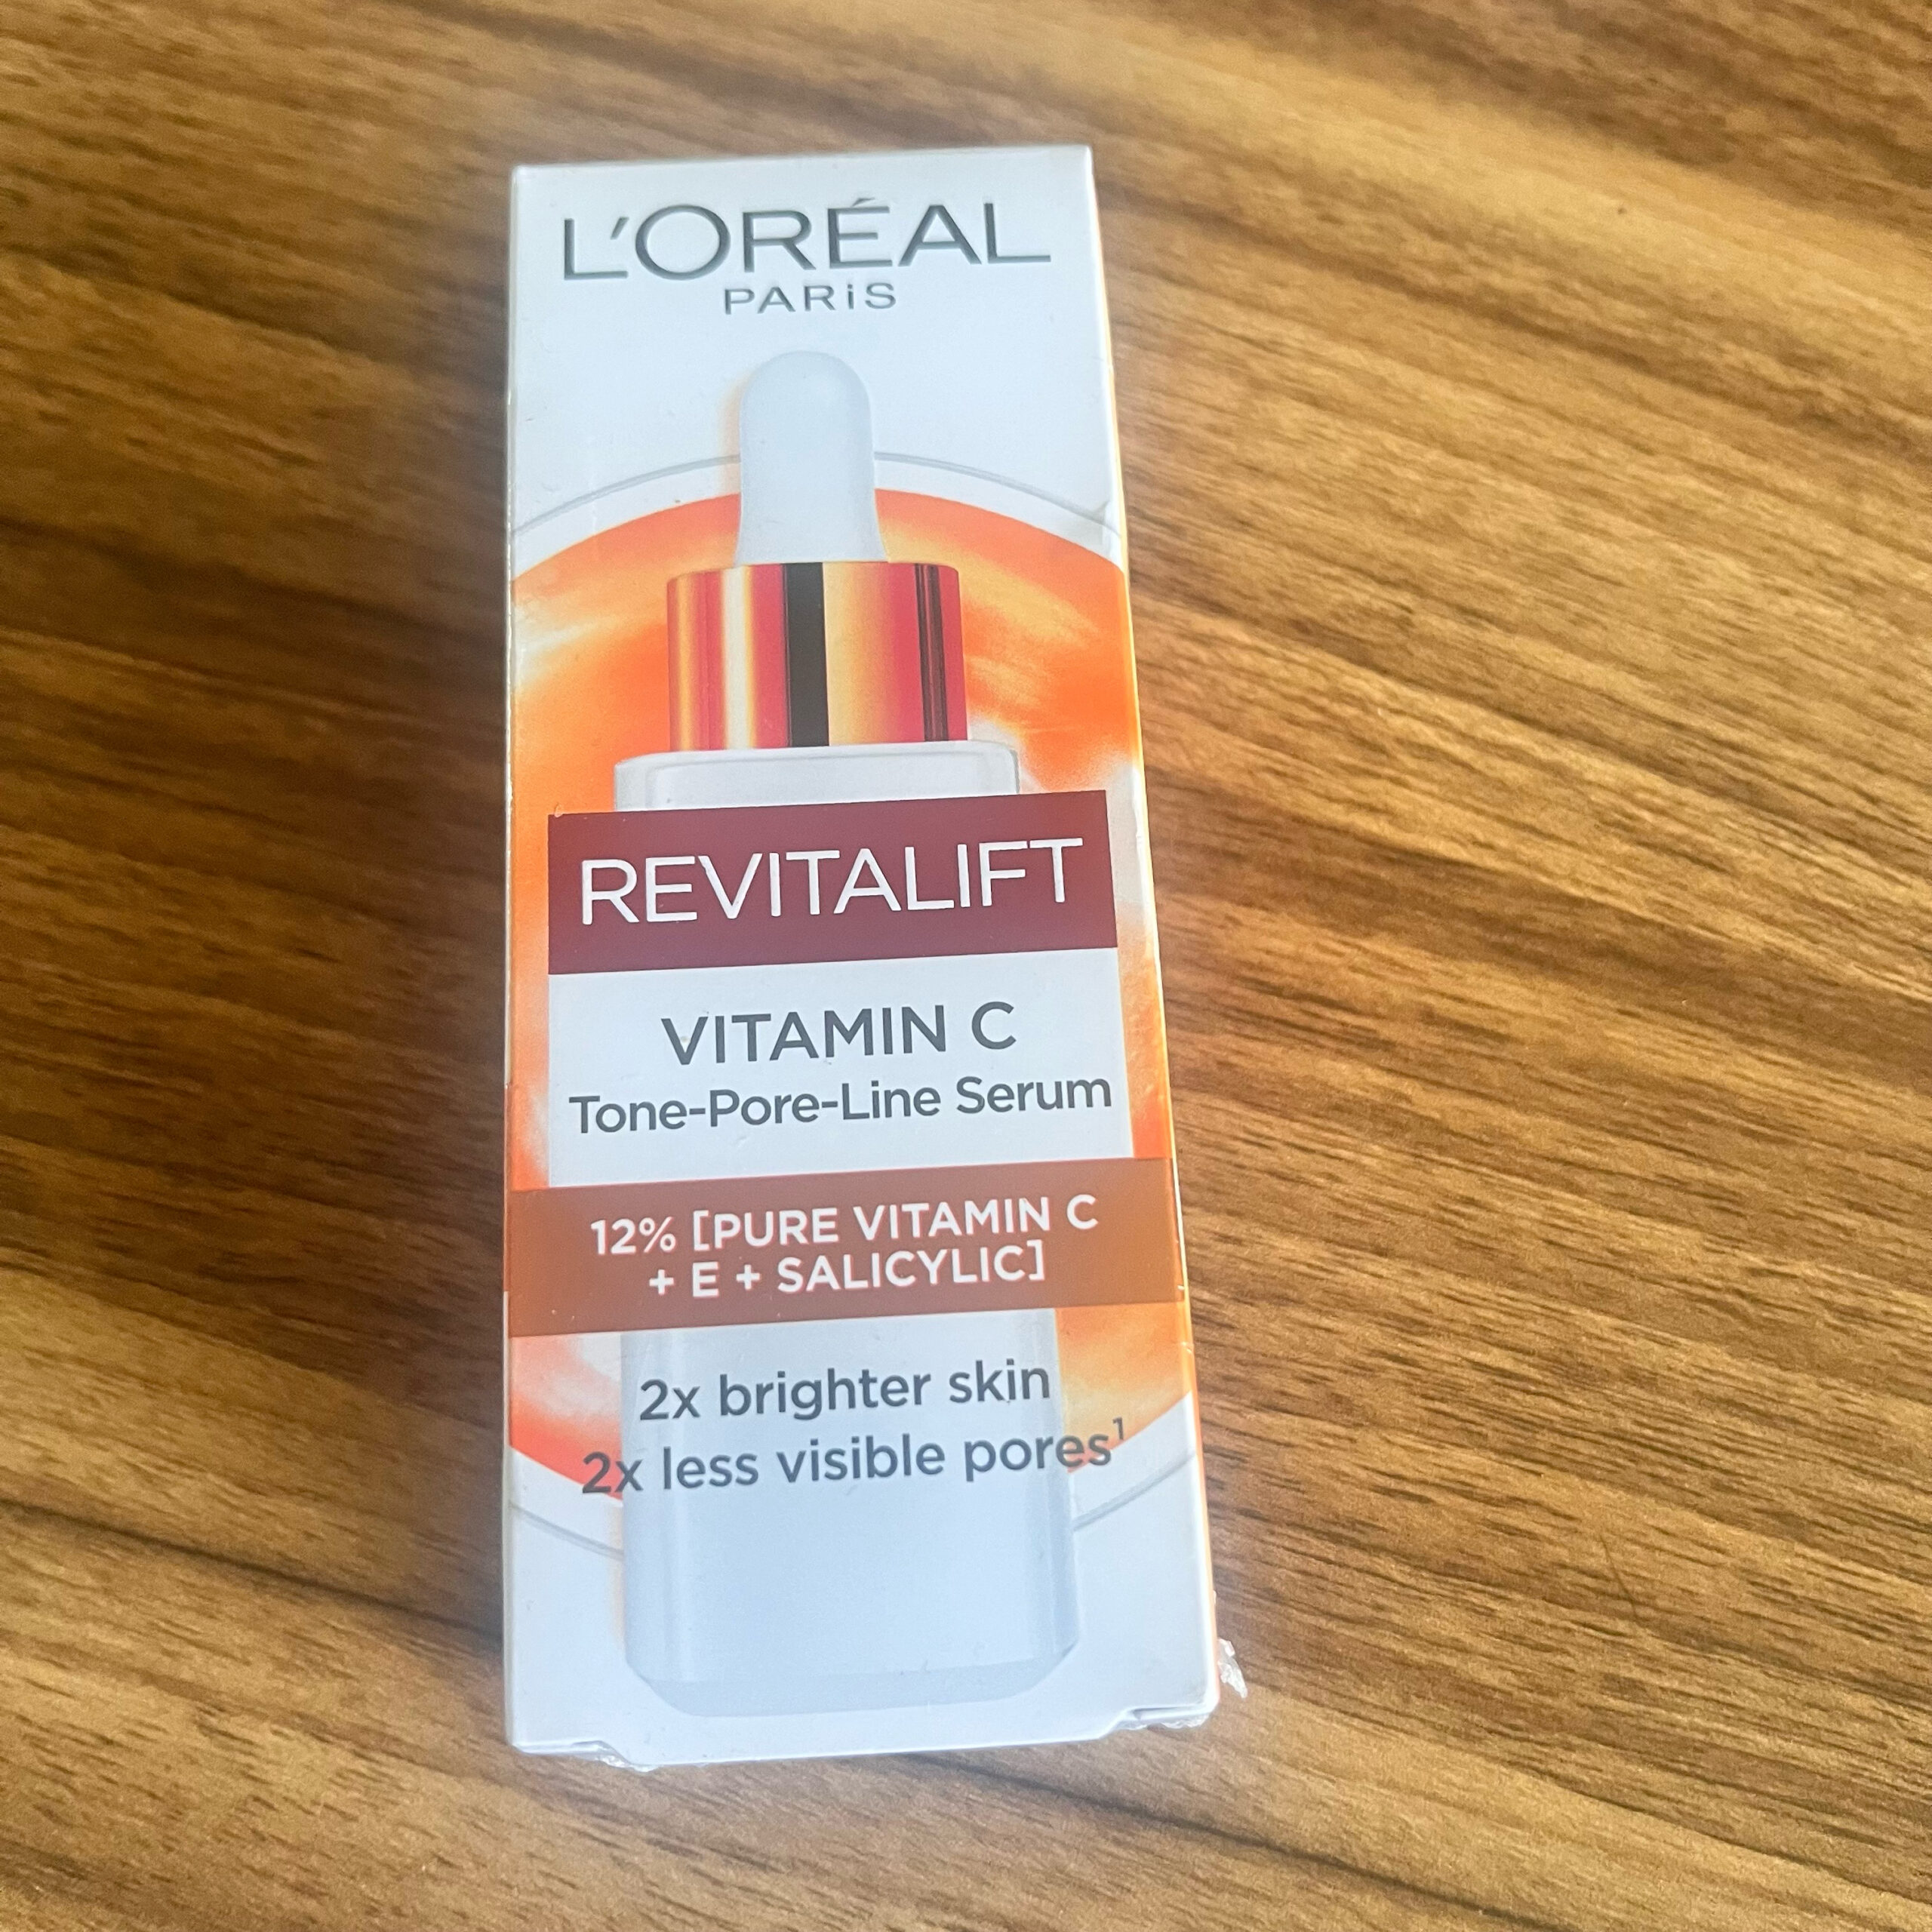 L'ORÉAL
PARiS
REVITALIFT
VITAMIN C
Tone-Pore-Line Serum
12% [PURE VITAMIN C
+ E + SALICYLIC]
2x brighter skin
2x less visible pores¹